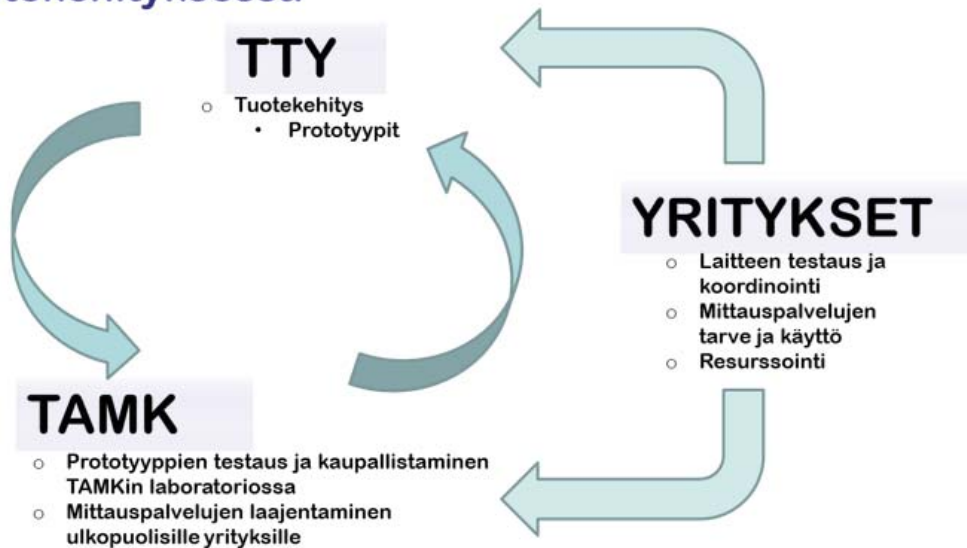 TTY
o Tuotekehitys
• Prototyypit
YRITYKSET
o Laitteen testaus ja
koordinointi
o Mittauspalvelujen
tarve ja käyttö
o Resurssointi
TAMK
o Prototyyppien testaus ja kaupallistaminen
TAMKin laboratoriossa
o Mittauspalvelujen laajentaminen
ulkopuolisille yrityksille